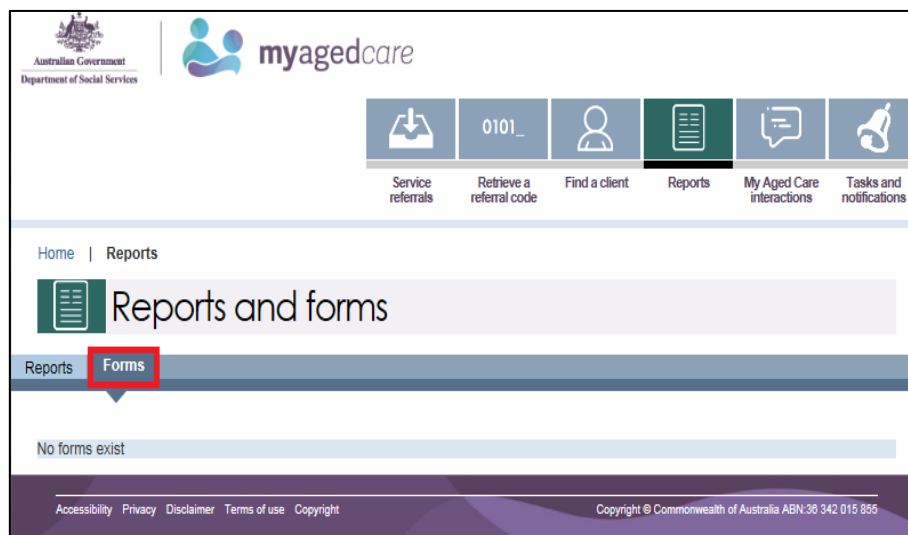 Australian Government
Department of Social Services
myagedcare
0101_
Service referrals
Retrieve a referral code
Find a client
Reports
My Aged Care interactions
Tasks and notifications
Home | Reports
Reports and forms
Reports Forms
No forms exist
Accessibility Privacy Disclaimer Terms of use Copyright Copyright © Commonwealth of Australia ABN:36 342 015 855